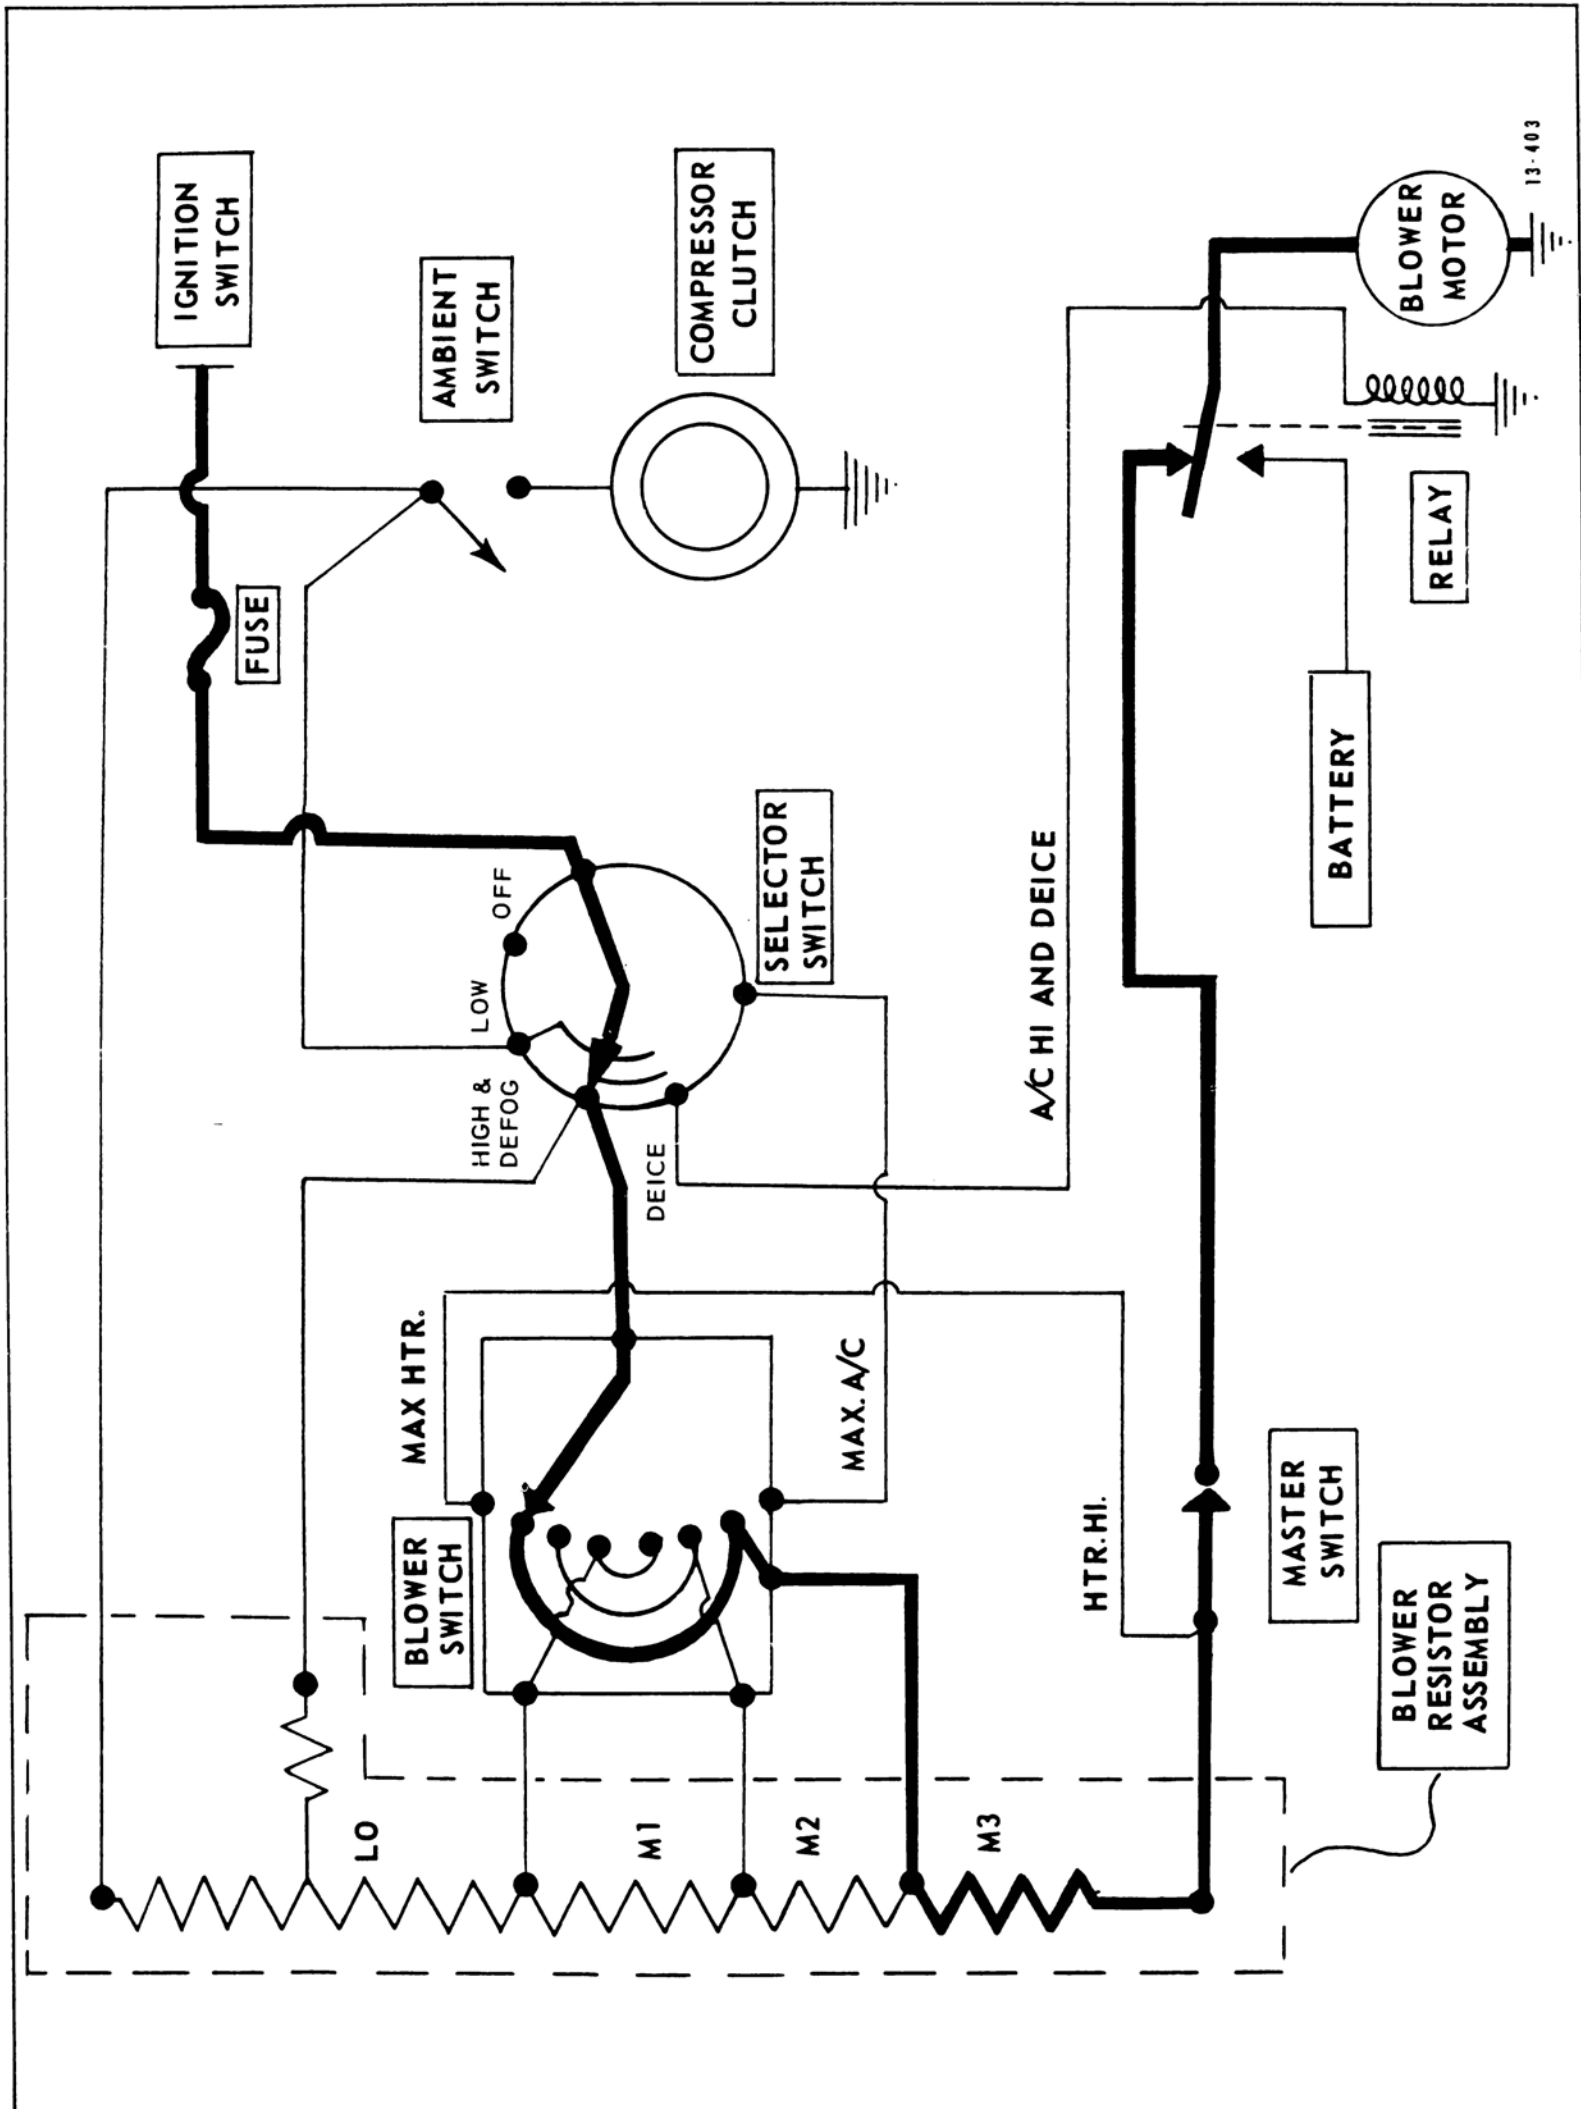 IGNITION
SWITCH
AMBIENT
SWITCH
COMPRESSOR
CLUTCH
BLOWER
MOTOR
13-403
FUSE
RELAY
BATTERY
OFF
LOW
HIGH &
DEFOG
DEICE
SELECTOR
SWITCH
A/C HI AND DEICE
MAX HTR.
MAX. A/C
HTR. HI.
BLOWER
SWITCH
MASTER
SWITCH
BLOWER
RESISTOR
ASSEMBLY
LO
M1
M2
M3